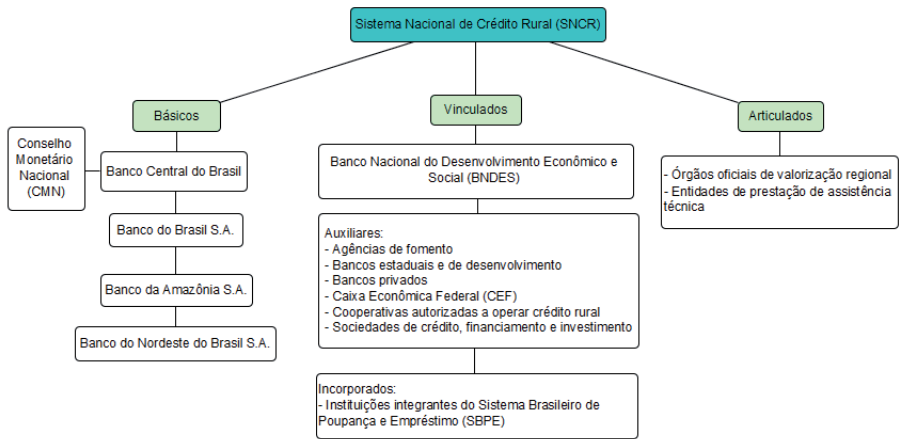 Sistema Nacional de Crédito Rural (SNCR)
Básicos
Vinculados
Articulados
Conselho
Monetário
Nacional
(CMN)
Banco Central do Brasil
Banco do Brasil S.A.
Banco da Amazônia S.A.
Banco do Nordeste do Brasil S.A.
Banco Nacional do Desenvolvimento Econômico e
Social (BNDES)
Auxiliares:
- Agências de fomento
- Bancos estaduais e de desenvolvimento
- Bancos privados
- Caixa Econômica Federal (CEF)
- Cooperativas autorizadas a operar crédito rural
- Sociedades de crédito, financiamento e investimento
Incorporados:
- Instituições integrantes do Sistema Brasileiro de
Poupança e Empréstimo (SBPE)
- Órgãos oficiais de valorização regional
- Entidades de prestação de assistência
técnica